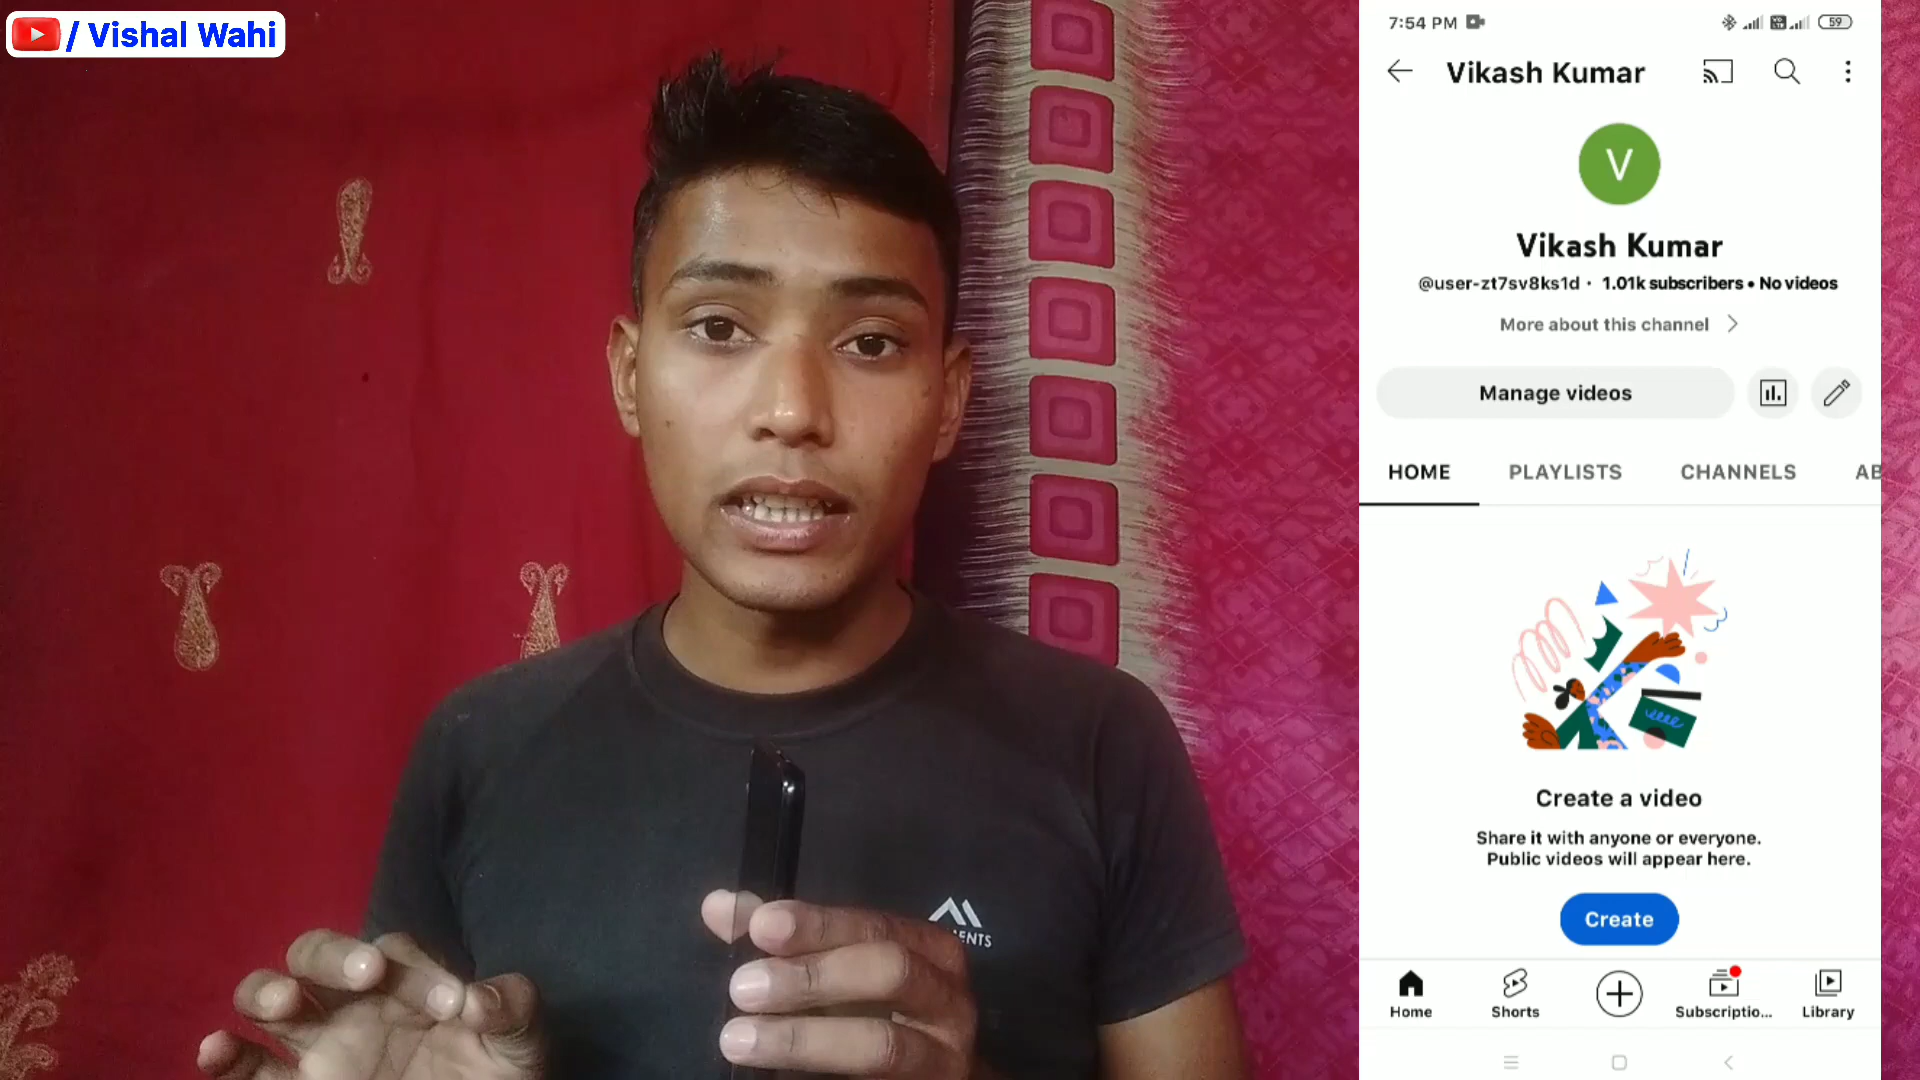 / Vishal Wahi
7:54 PM
59
Vikash Kumar
V
Vikash Kumar
@user-zt7sv8ks1d · 1.01k subscribers • No videos
More about this channel
Manage videos
HOME PLAYLISTS CHANNELS AB
Create a video
Share it with anyone or everyone.
Public videos will appear here.
Create
Home Shorts Subscriptio... Library